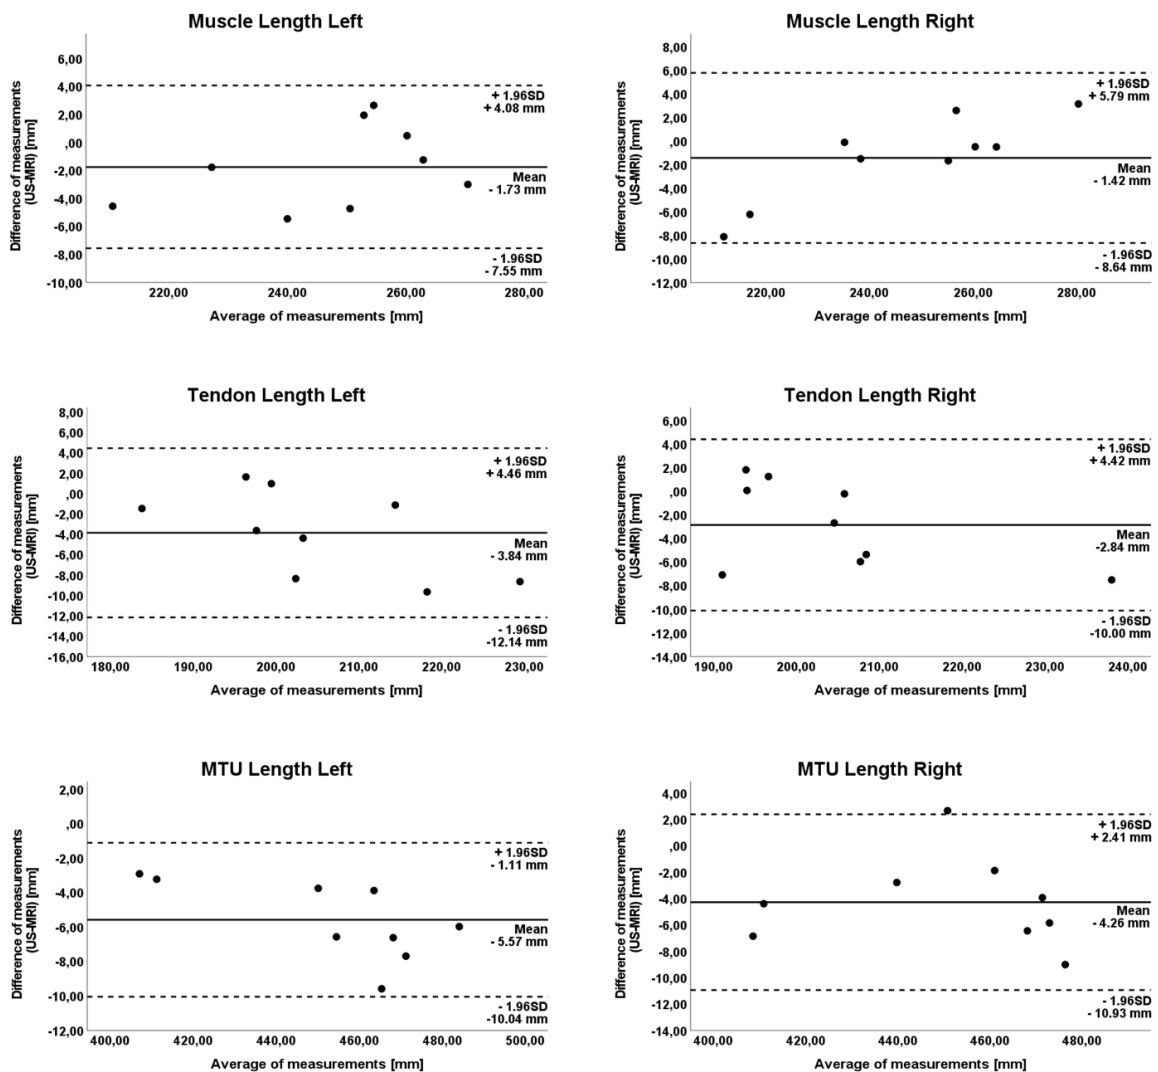 Muscle Length Left
Difference of measurements
(US-MRI) [mm]
6,00
4,00
2,00
,00
-2,00
-4,00
-6,00
-8,00
-10,00
+ 1.96SD
+ 4.08 mm
Mean
- 1.73 mm
- 1.96SD
- 7.55 mm
220,00 240,00 260,00 280,00
Average of measurements [mm]
Muscle Length Right
Difference of measurements
(US-MRI) [mm]
8,00
6,00
4,00
2,00
,00
-2,00
-4,00
-6,00
-8,00
-10,00
-12,00
+ 1.96SD
+ 5.79 mm
Mean
- 1.42 mm
- 1.96SD
- 8.64 mm
220,00 240,00 260,00 280,00
Average of measurements [mm]
Tendon Length Left
Difference of measurements
(US-MRI) [mm]
8,00
6,00
4,00
2,00
,00
-2,00
-4,00
-6,00
-8,00
-10,00
-12,00
-14,00
-16,00
+ 1.96SD
+ 4.46 mm
Mean
- 3.84 mm
- 1.96SD
-12.14 mm
180,00 190,00 200,00 210,00 220,00 230,00
Average of measurements [mm]
Tendon Length Right
Difference of measurements
(US-MRI) [mm]
6,00
4,00
2,00
,00
-2,00
-4,00
-6,00
-8,00
-10,00
-12,00
-14,00
+ 1.96SD
+ 4.42 mm
Mean
-2.84 mm
- 1.96SD
-10.00 mm
190,00 200,00 210,00 220,00 230,00 240,00
Average of measurements [mm]
MTU Length Left
Difference of measurements
(US-MRI) [mm]
2,00
,00
-2,00
-4,00
-6,00
-8,00
-10,00
-12,00
+ 1.96SD
- 1.11 mm
Mean
- 5.57 mm
- 1.96SD
-10.04 mm
400,00 420,00 440,00 460,00 480,00 500,00
Average of measurements [mm]
MTU Length Right
Difference of measurements
(US-MRI) [mm]
4,00
2,00
,00
-2,00
-4,00
-6,00
-8,00
-10,00
-12,00
-14,00
+ 1.96SD
+ 2.41 mm
Mean
- 4.26 mm
- 1.96SD
- 10.93 mm
400,00 420,00 440,00 460,00 480,00
Average of measurements [mm]